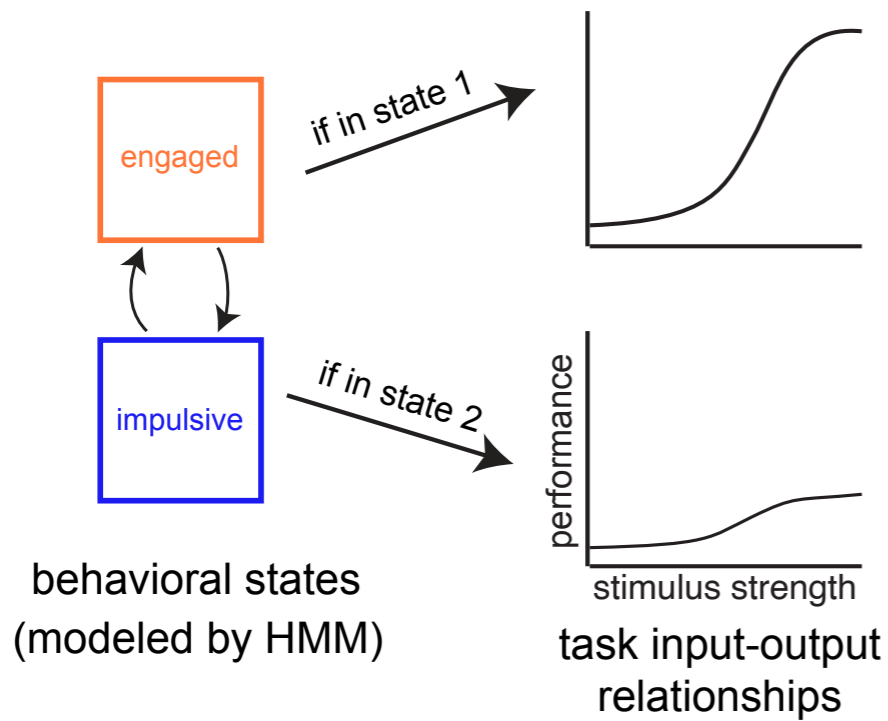 engaged
if in state 1
impulsive
if in state 2
performance
stimulus strength
behavioral states
(modeled by HMM)
task input-output
relationships